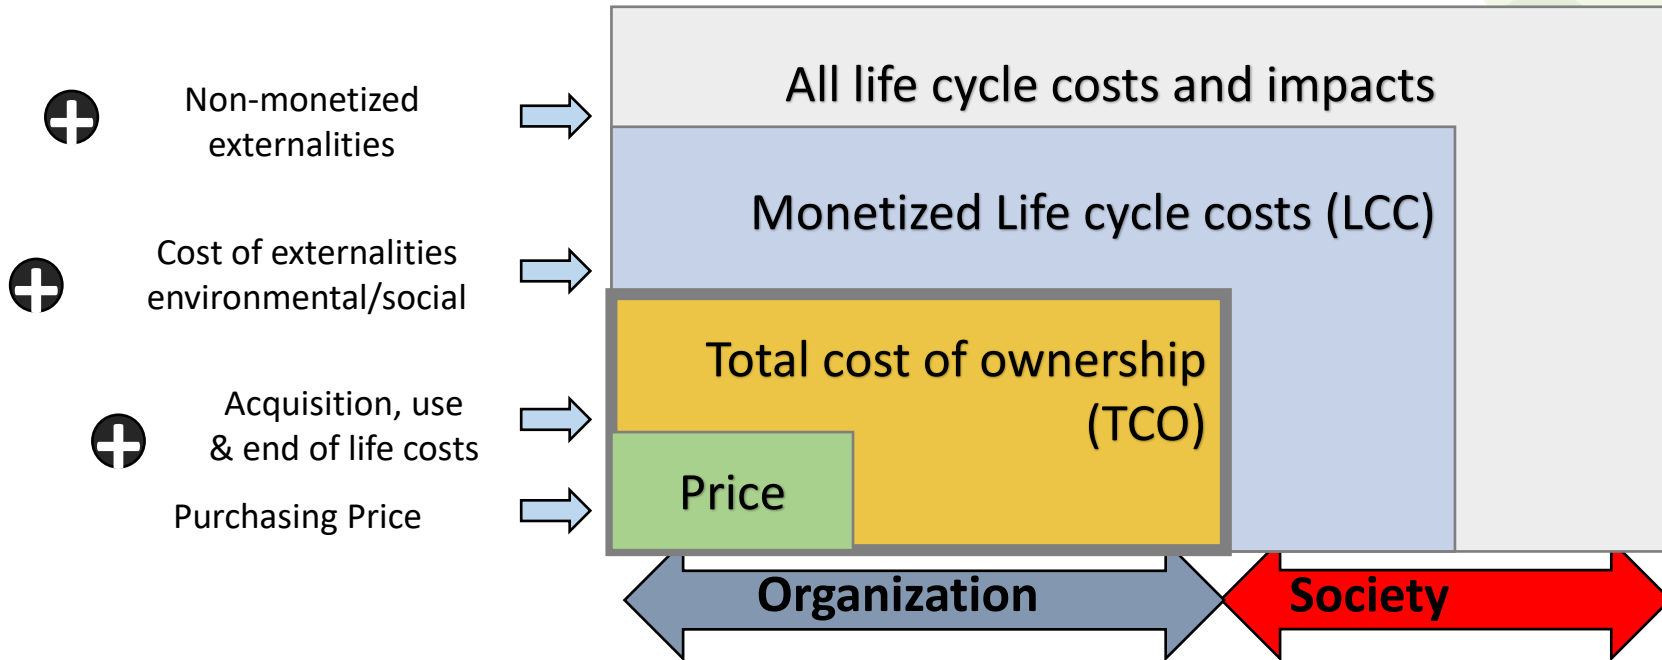 All life cycle costs and impacts
Non-monetized
externalities
Monetized Life cycle costs (LCC)
Cost of externalities
environmental/social
Total cost of ownership
(TCO)
Acquisition, use
& end of life costs
Price
Purchasing Price
Organization
Society